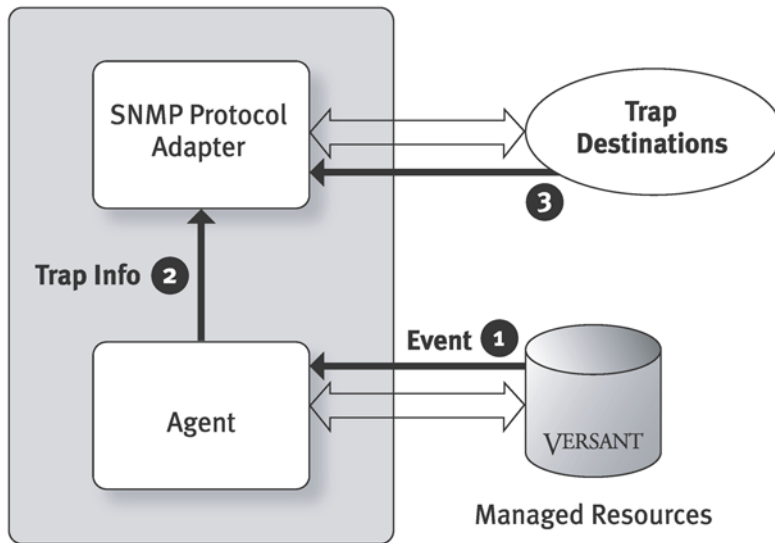 SNMP Protocol
Adapter
Trap
Destinations
3
Trap Info 2
Event 1
Agent
VERSANT
Managed Resources